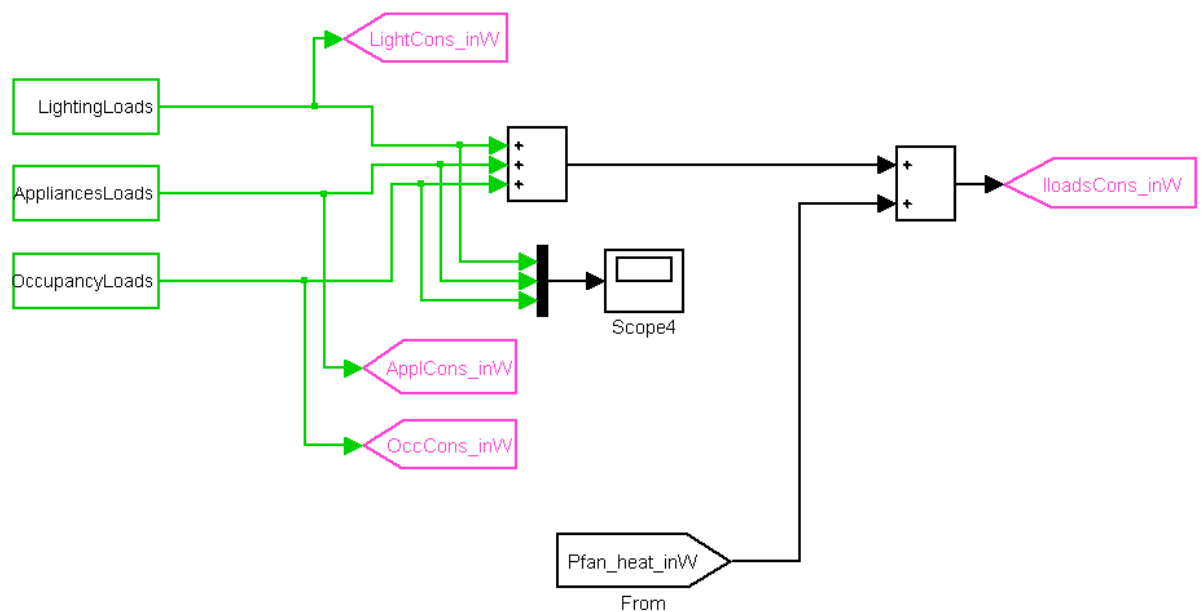 LightCons_inW
LightingLoads
AppliancesLoads
OccupancyLoads
+
+
+
+
+
IloadsCons_inW
Scope4
ApplCons_inW
OccCons_inW
Pfan_heat_inW
From